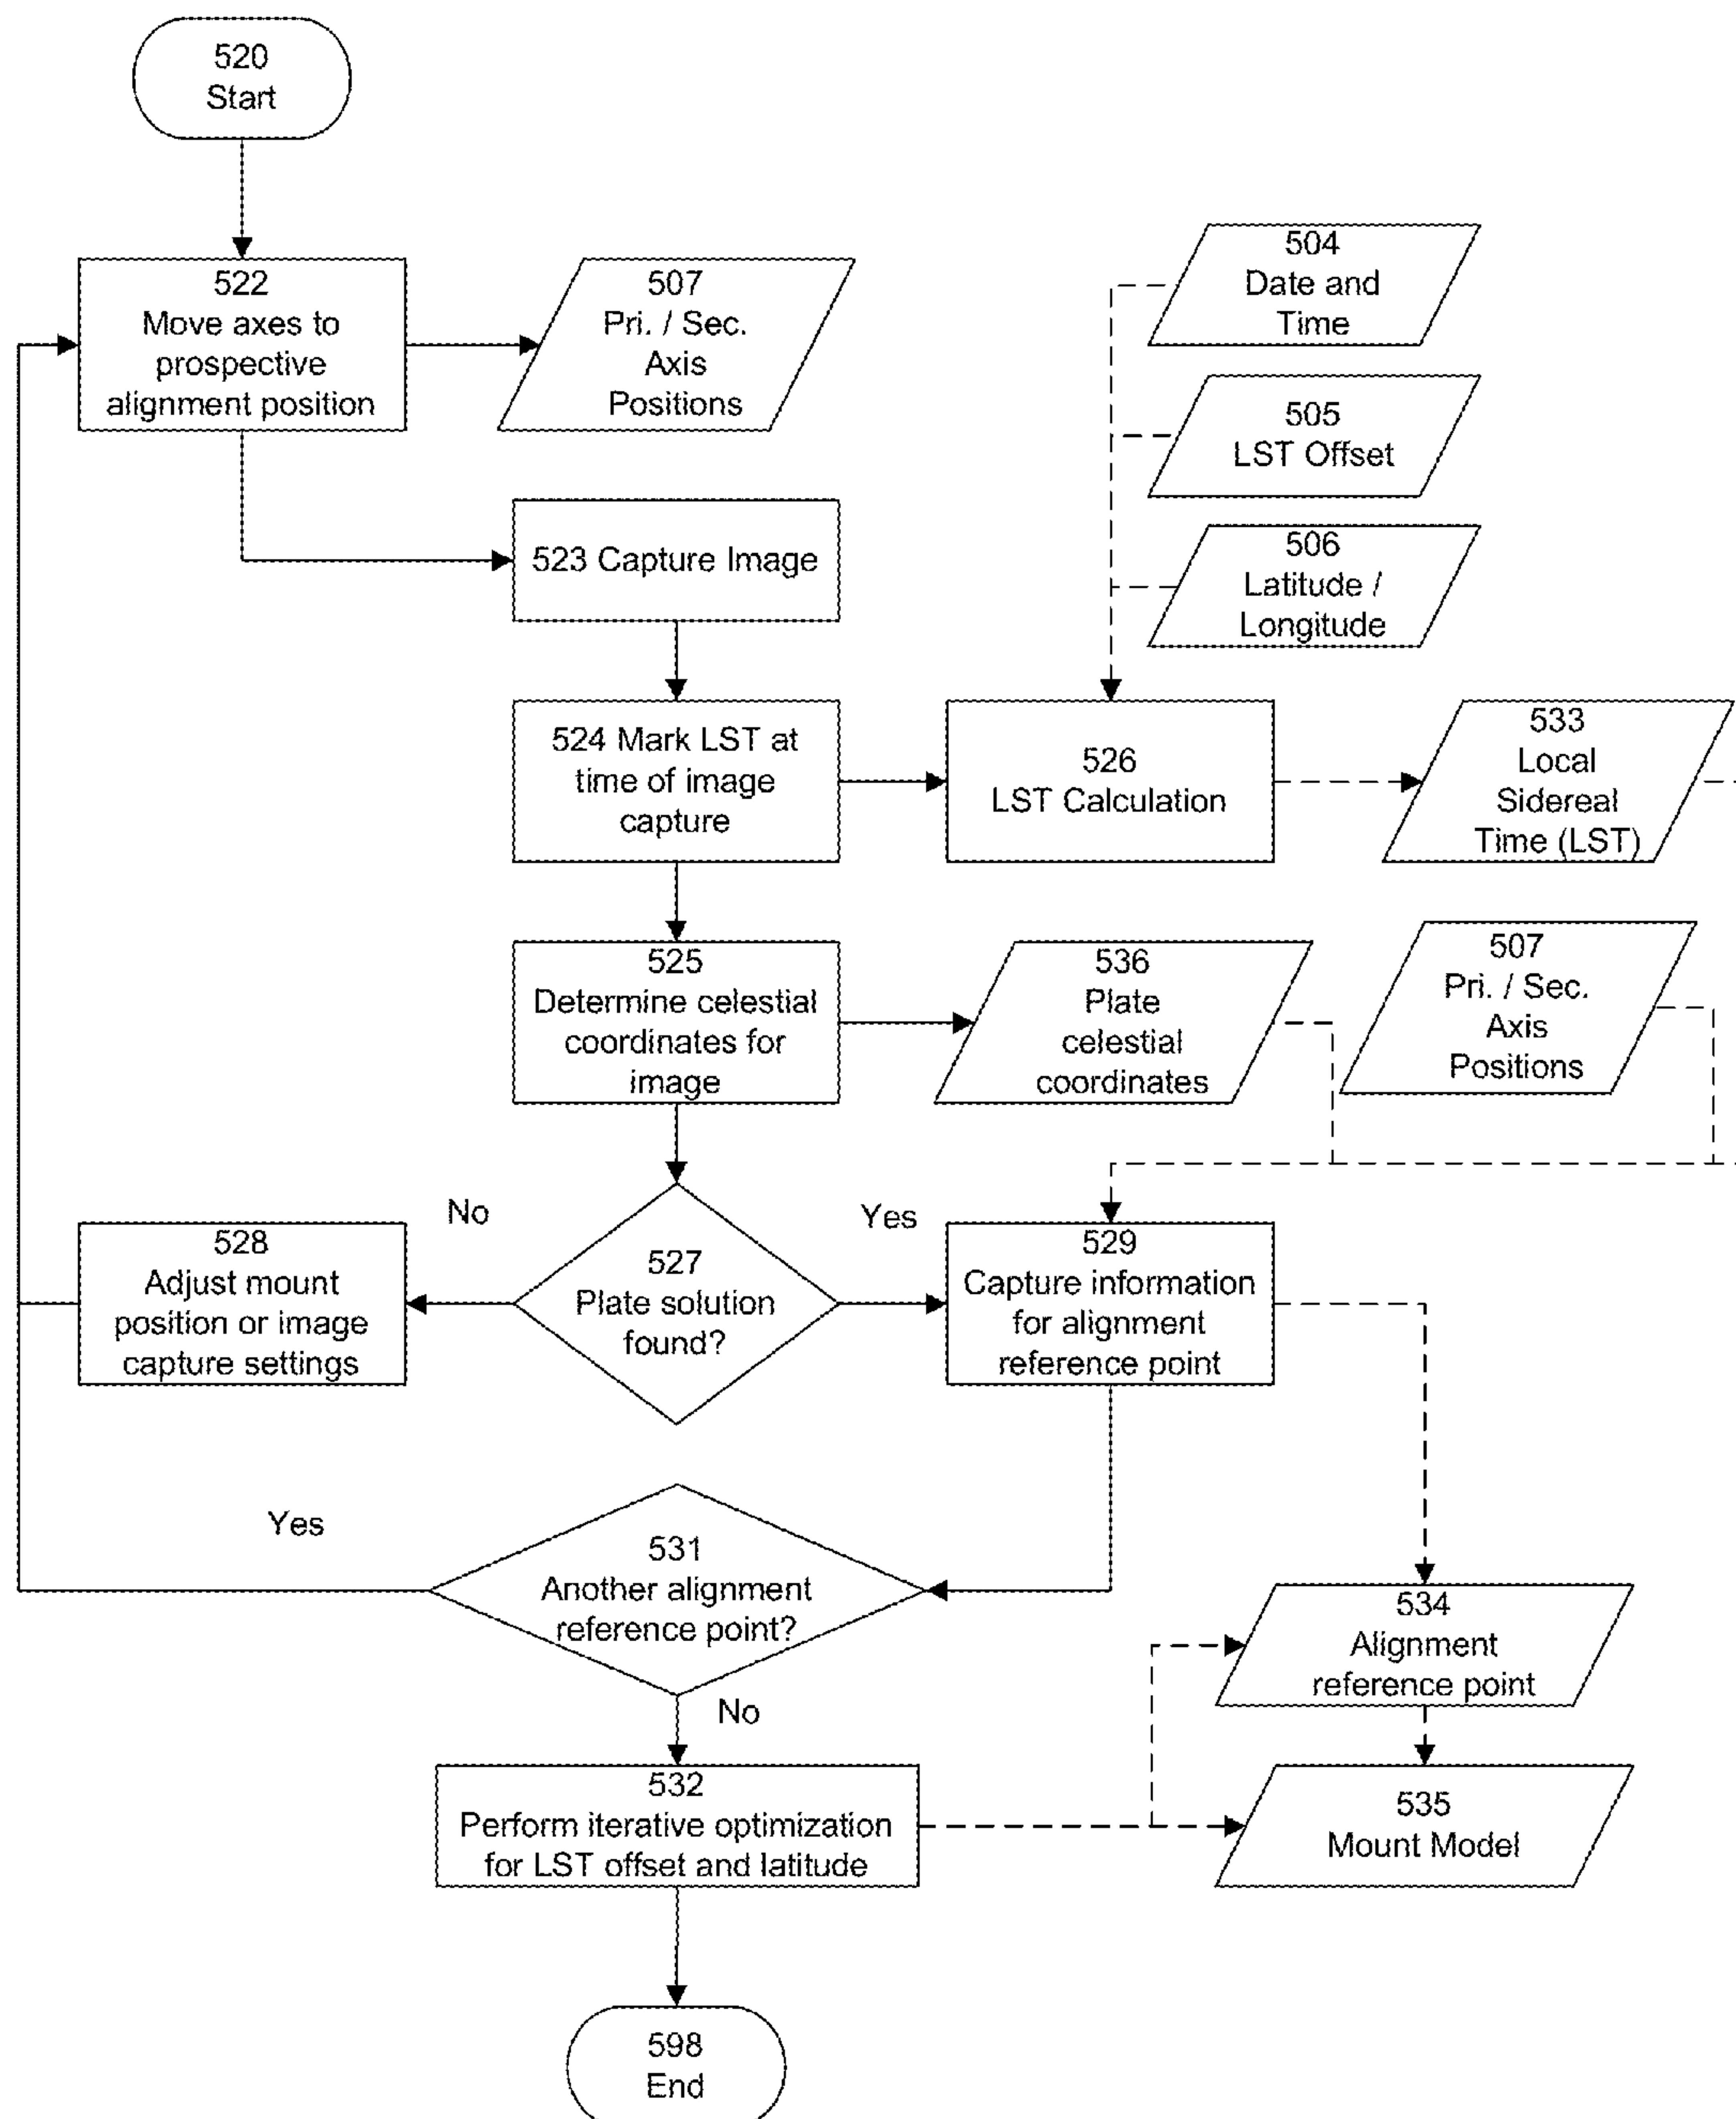 520
Start
522
Move axes to
prospective
alignment position
507
Pri. / Sec.
Axis
Positions
504
Date and
Time
505
LST Offset
506
Latitude /
Longitude
523 Capture Image
524 Mark LST at
time of image
capture
526
LST Calculation
533
Local
Sidereal
Time (LST)
525
Determine celestial
coordinates for
image
536
Plate
celestial
coordinates
507
Pri. / Sec.
Axis
Positions
No
Yes
528
Adjust mount
position or image
capture settings
527
Plate solution
found?
529
Capture information
for alignment
reference point
Yes
531
Another alignment
reference point?
534
Alignment
reference point
No
532
Perform iterative optimization
for LST offset and latitude
535
Mount Model
598
End